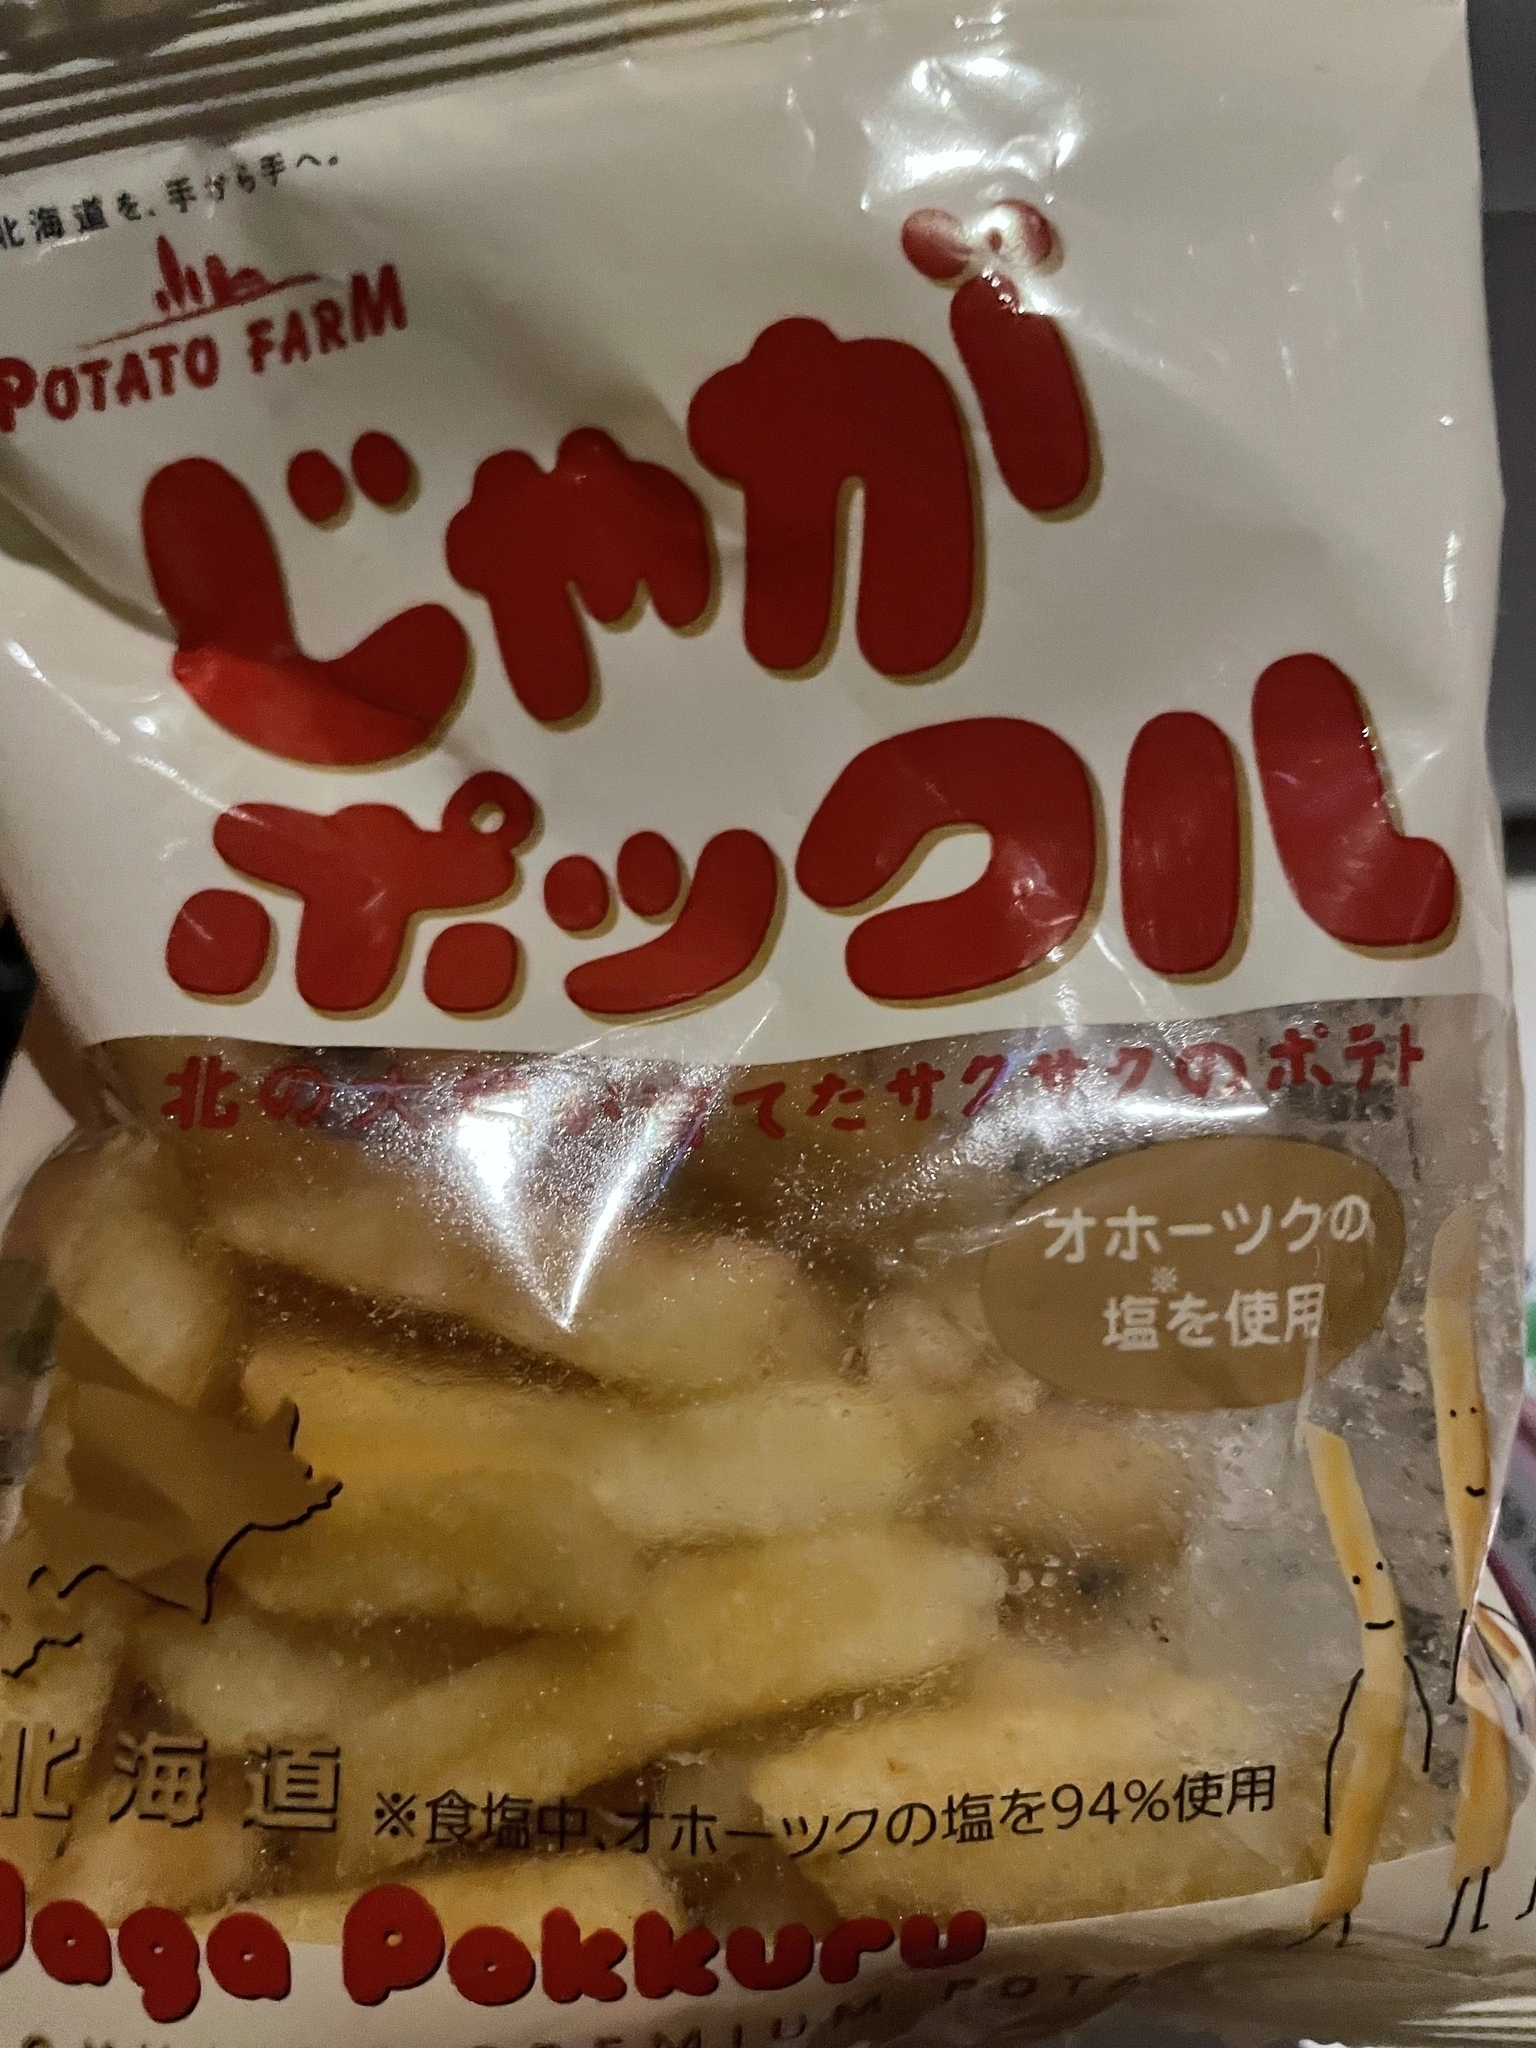 北海道を、手から手へ。
POTATO FARM
じゃが
ポックル
北の大地が育てたサクサクのポテト
オホーツクの
※
塩を使用
北海道
※食塩中、オホーツクの塩を94%使用
Jaga Pokkuru
PREMIUM POTA